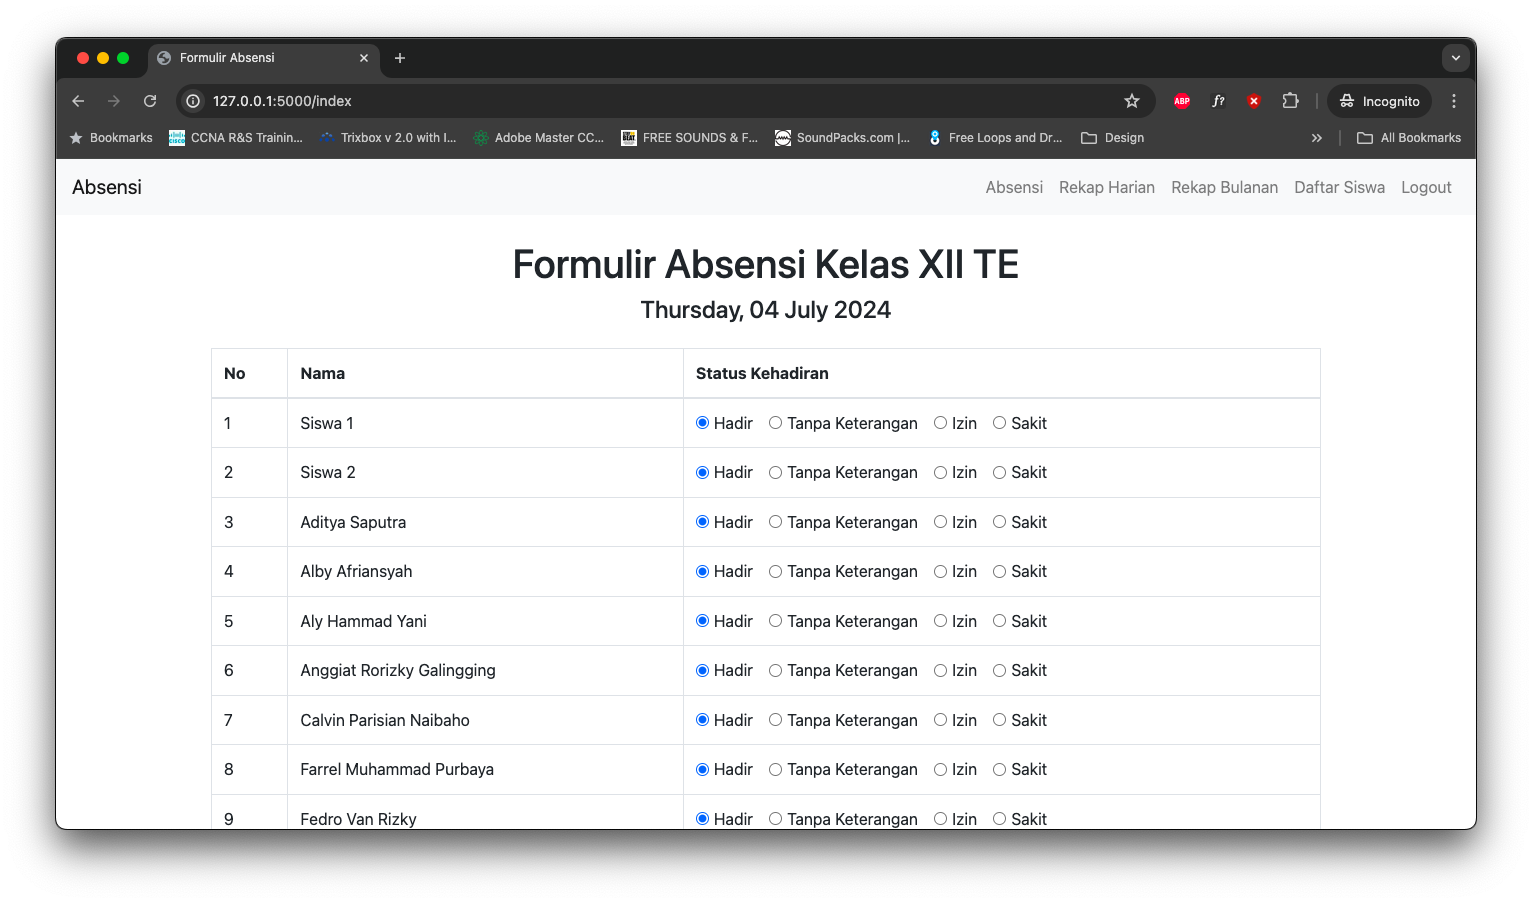 Formulir Absensi
127.0.0.1:5000/index
ABP
f?
Incognito
Bookmarks
CCNA R&S Trainin...
Trixbox v 2.0 with I...
Adobe Master CC...
FREE SOUNDS & F...
SoundPacks.com |...
Free Loops and Dr...
Design
All Bookmarks
Absensi
Absensi Rekap Harian Rekap Bulanan Daftar Siswa Logout
Formulir Absensi Kelas XII TE
Thursday, 04 July 2024
No Nama Status Kehadiran
1 Siswa 1 Hadir Tanpa Keterangan Izin Sakit
2 Siswa 2 Hadir Tanpa Keterangan Izin Sakit
3 Aditya Saputra Hadir Tanpa Keterangan Izin Sakit
4 Alby Afriansyah Hadir Tanpa Keterangan Izin Sakit
5 Aly Hammad Yani Hadir Tanpa Keterangan Izin Sakit
6 Anggiat Rorizky Galingging Hadir Tanpa Keterangan Izin Sakit
7 Calvin Parisian Naibaho Hadir Tanpa Keterangan Izin Sakit
8 Farrel Muhammad Purbaya Hadir Tanpa Keterangan Izin Sakit
9 Fedro Van Rizky Hadir Tanpa Keterangan Izin Sakit